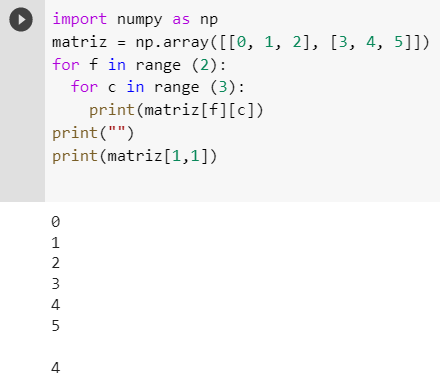 import numpy as np
matriz = np.array([[0, 1, 2], [3, 4, 5]])
for f in range (2):
  for c in range (3):
    print(matriz[f][c])
print("")
print(matriz[1,1])
0
1
2
3
4
5
4